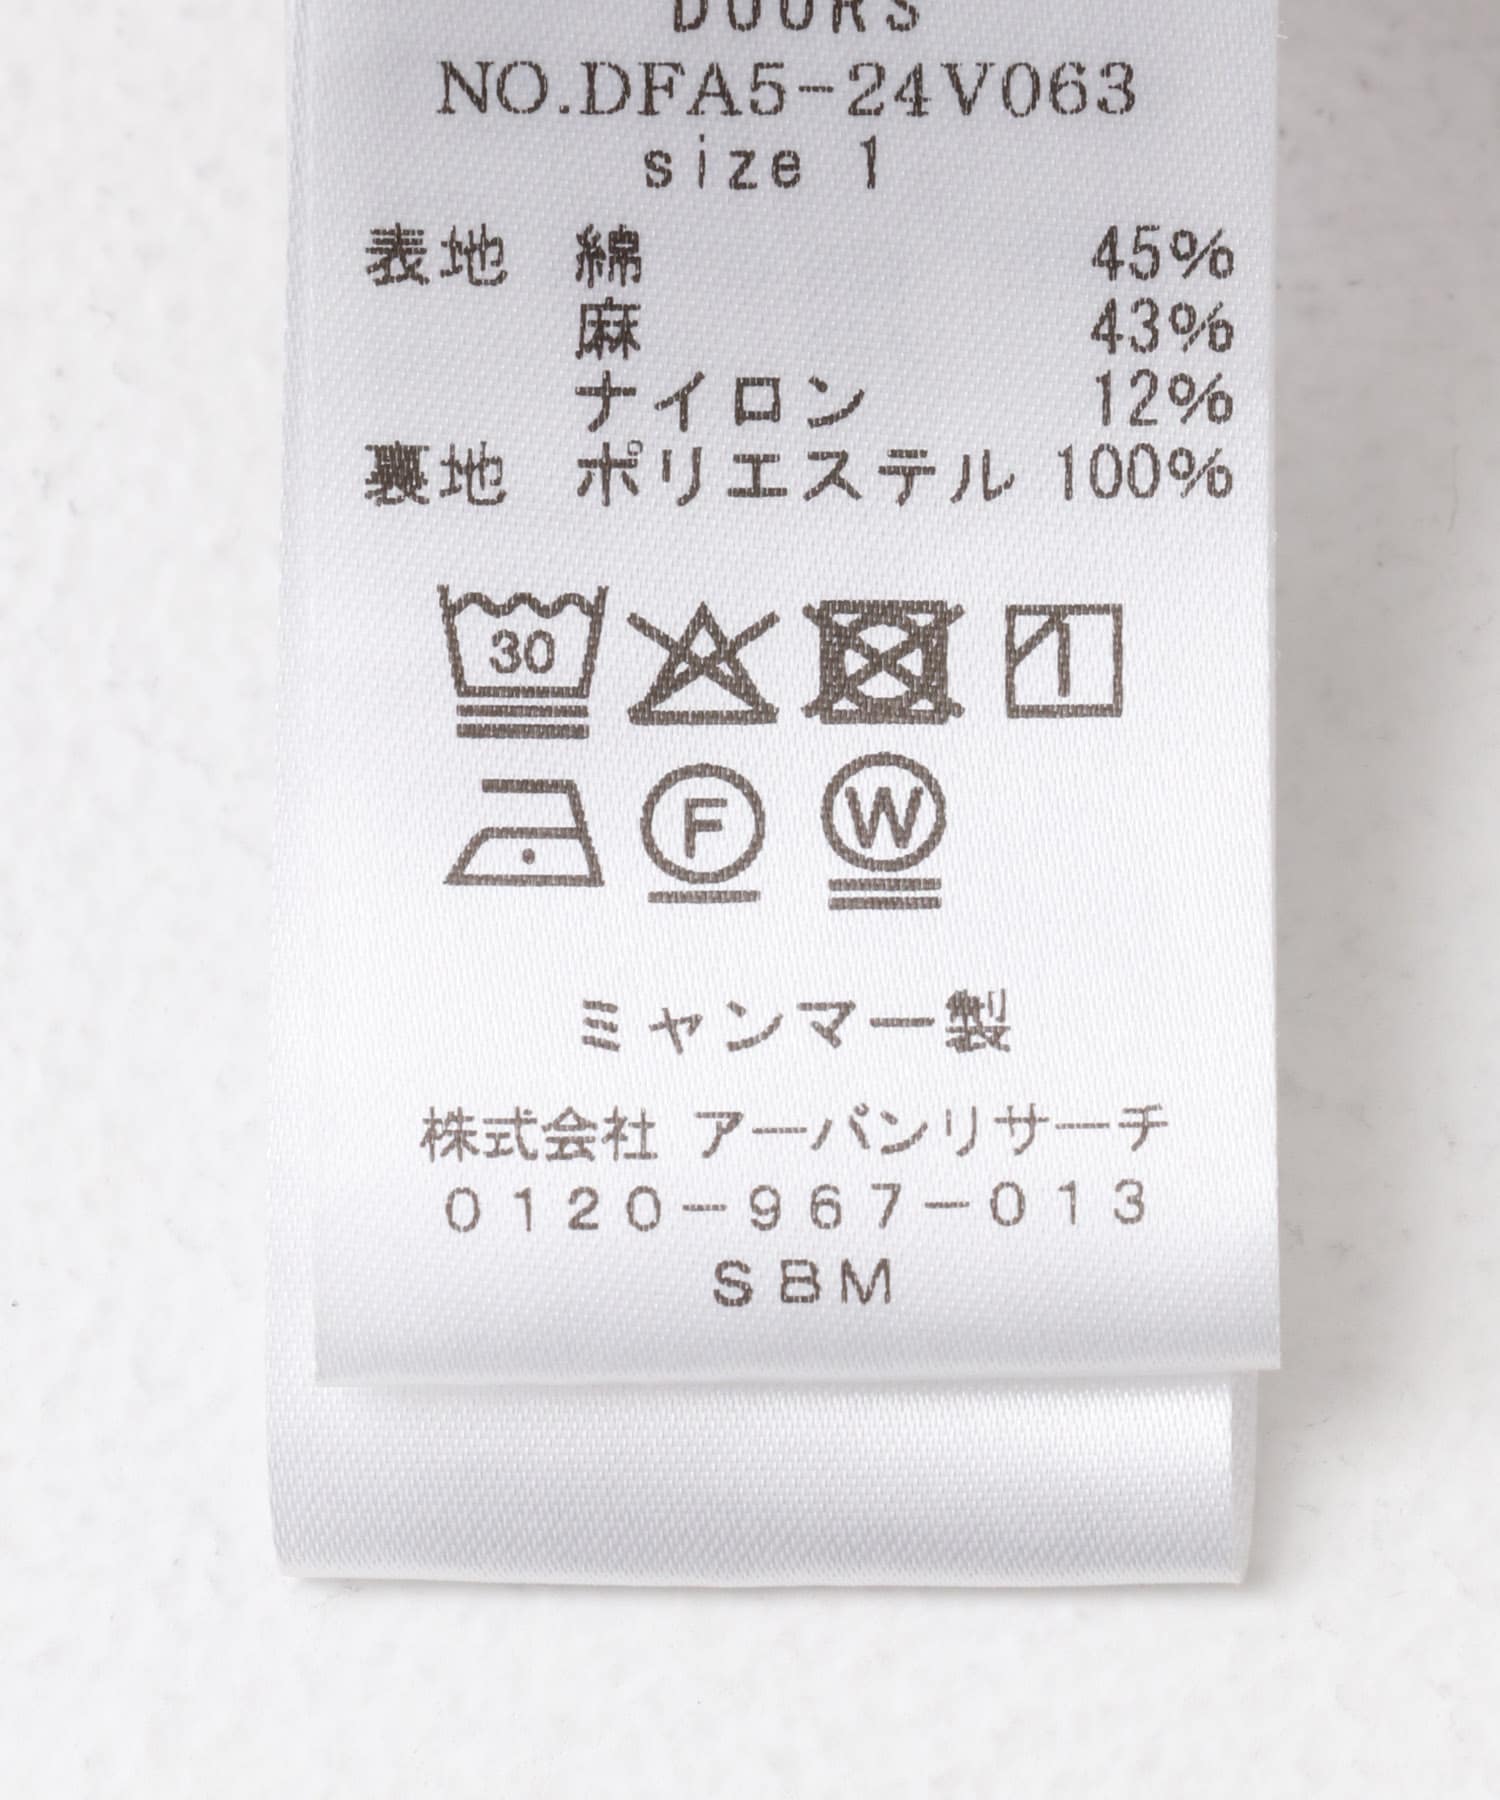 DOORS
NO.DFA5-24V063
size 1
表地 綿 45%
麻 43%
ナイロン 12%
裏地 ポリエステル 100%
30
F
W
ミャンマー製
株式会社 アーバンリサーチ
0120-967-013
SBM